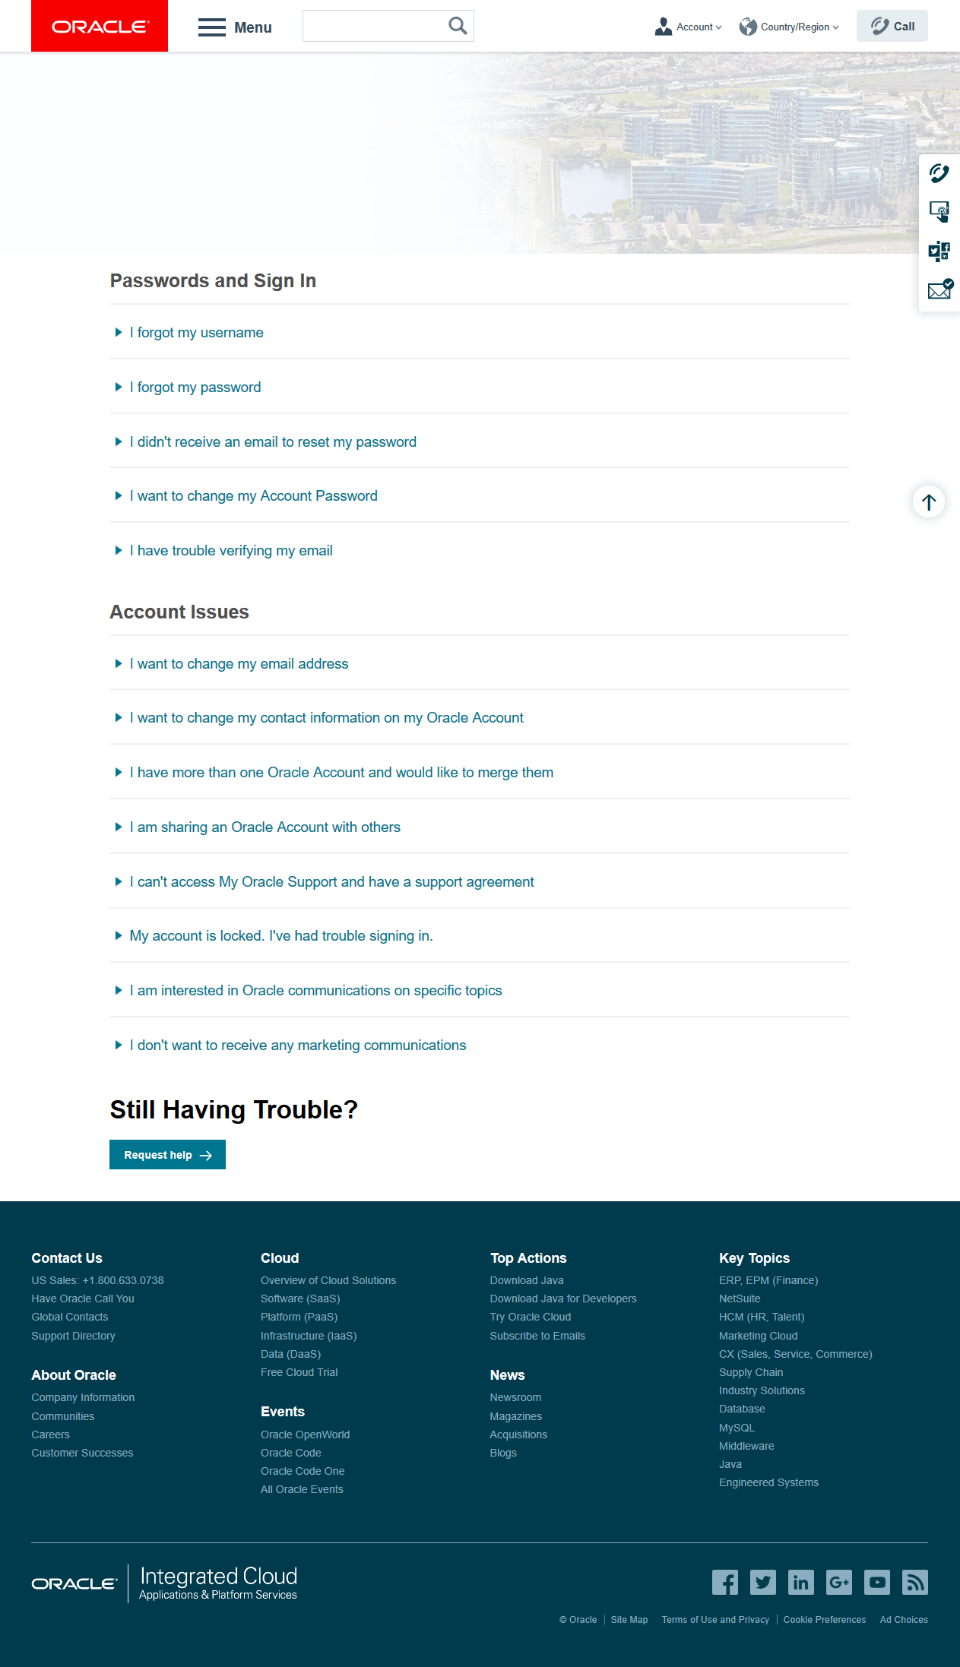 ORACLE
Menu
Account
Country/Region
Call
Passwords and Sign In
I forgot my username
I forgot my password
I didn't receive an email to reset my password
I want to change my Account Password
I have trouble verifying my email
Account Issues
I want to change my email address
I want to change my contact information on my Oracle Account
I have more than one Oracle Account and would like to merge them
I am sharing an Oracle Account with others
I can't access My Oracle Support and have a support agreement
My account is locked. I've had trouble signing in.
I am interested in Oracle communications on specific topics
I don't want to receive any marketing communications
Still Having Trouble?
Request help
Contact Us
US Sales: +1.800.633.0738
Have Oracle Call You
Global Contacts
Support Directory
About Oracle
Company Information
Communities
Careers
Customer Successes
Cloud
Overview of Cloud Solutions
Software (SaaS)
Platform (PaaS)
Infrastructure (IaaS)
Data (DaaS)
Free Cloud Trial
Events
Oracle OpenWorld
Oracle Code
Oracle Code One
All Oracle Events
Top Actions
Download Java
Download Java for Developers
Try Oracle Cloud
Subscribe to Emails
News
Newsroom
Magazines
Acquisitions
Blogs
Key Topics
ERP, EPM (Finance)
NetSuite
HCM (HR, Talent)
Marketing Cloud
CX (Sales, Service, Commerce)
Supply Chain
Industry Solutions
Database
MySQL
Middleware
Java
Engineered Systems
ORACLE
Integrated Cloud
Applications & Platform Services
© Oracle | Site Map Terms of Use and Privacy | Cookie Preferences Ad Choices